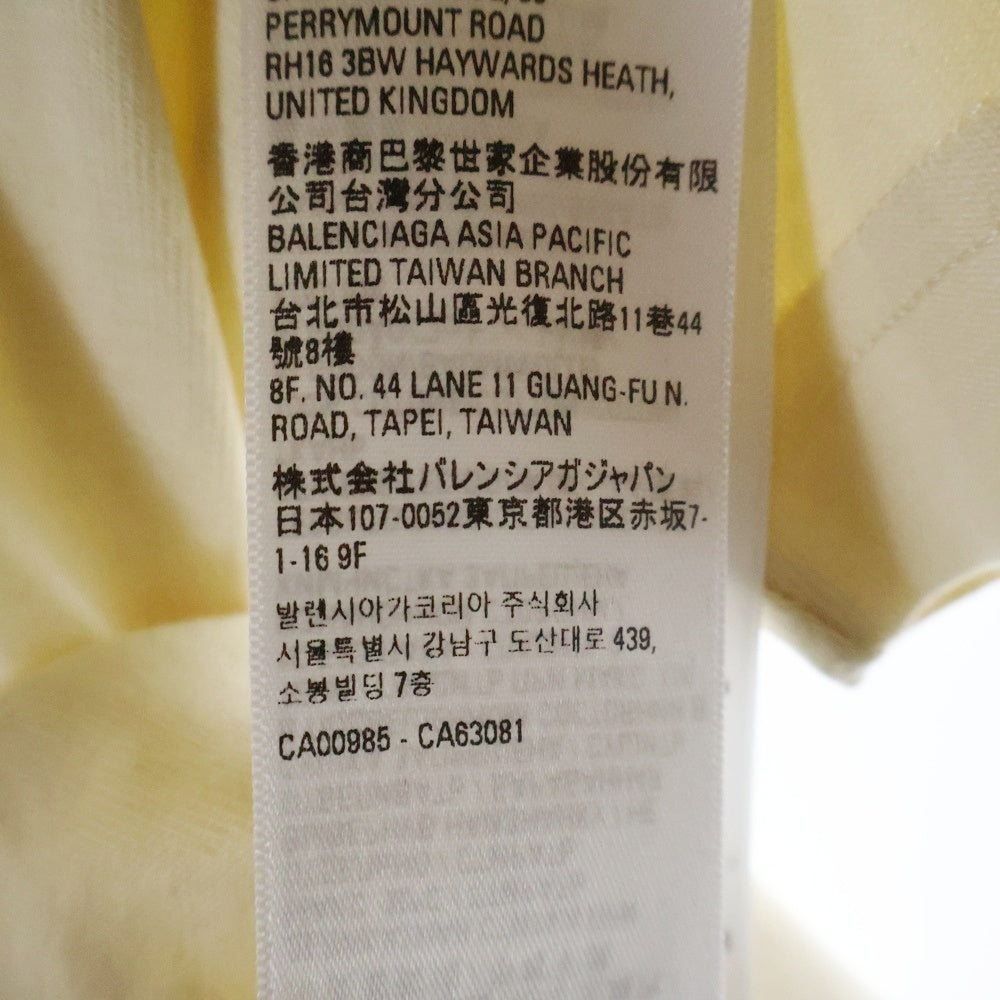 PERRYMOUNT ROAD
RH16 3BW HAYWARDS HEATH,
UNITED KINGDOM
香港商巴黎世家企業股份有限
公司台灣分公司
BALENCIAGA ASIA PACIFIC
LIMITED TAIWAN BRANCH
台北市松山區光復北路11巷44
號8樓
8F. NO. 44 LANE 11 GUANG-FU N.
ROAD, TAPEI, TAIWAN
株式会社バレンシアガジャパン
日本107-0052東京都港区赤坂7-
1-16 9F
발렌시아가코리아 주식회사
서울특별시 강남구 도산대로 439,
소봉빌딩 7층
CA00985 - CA63081